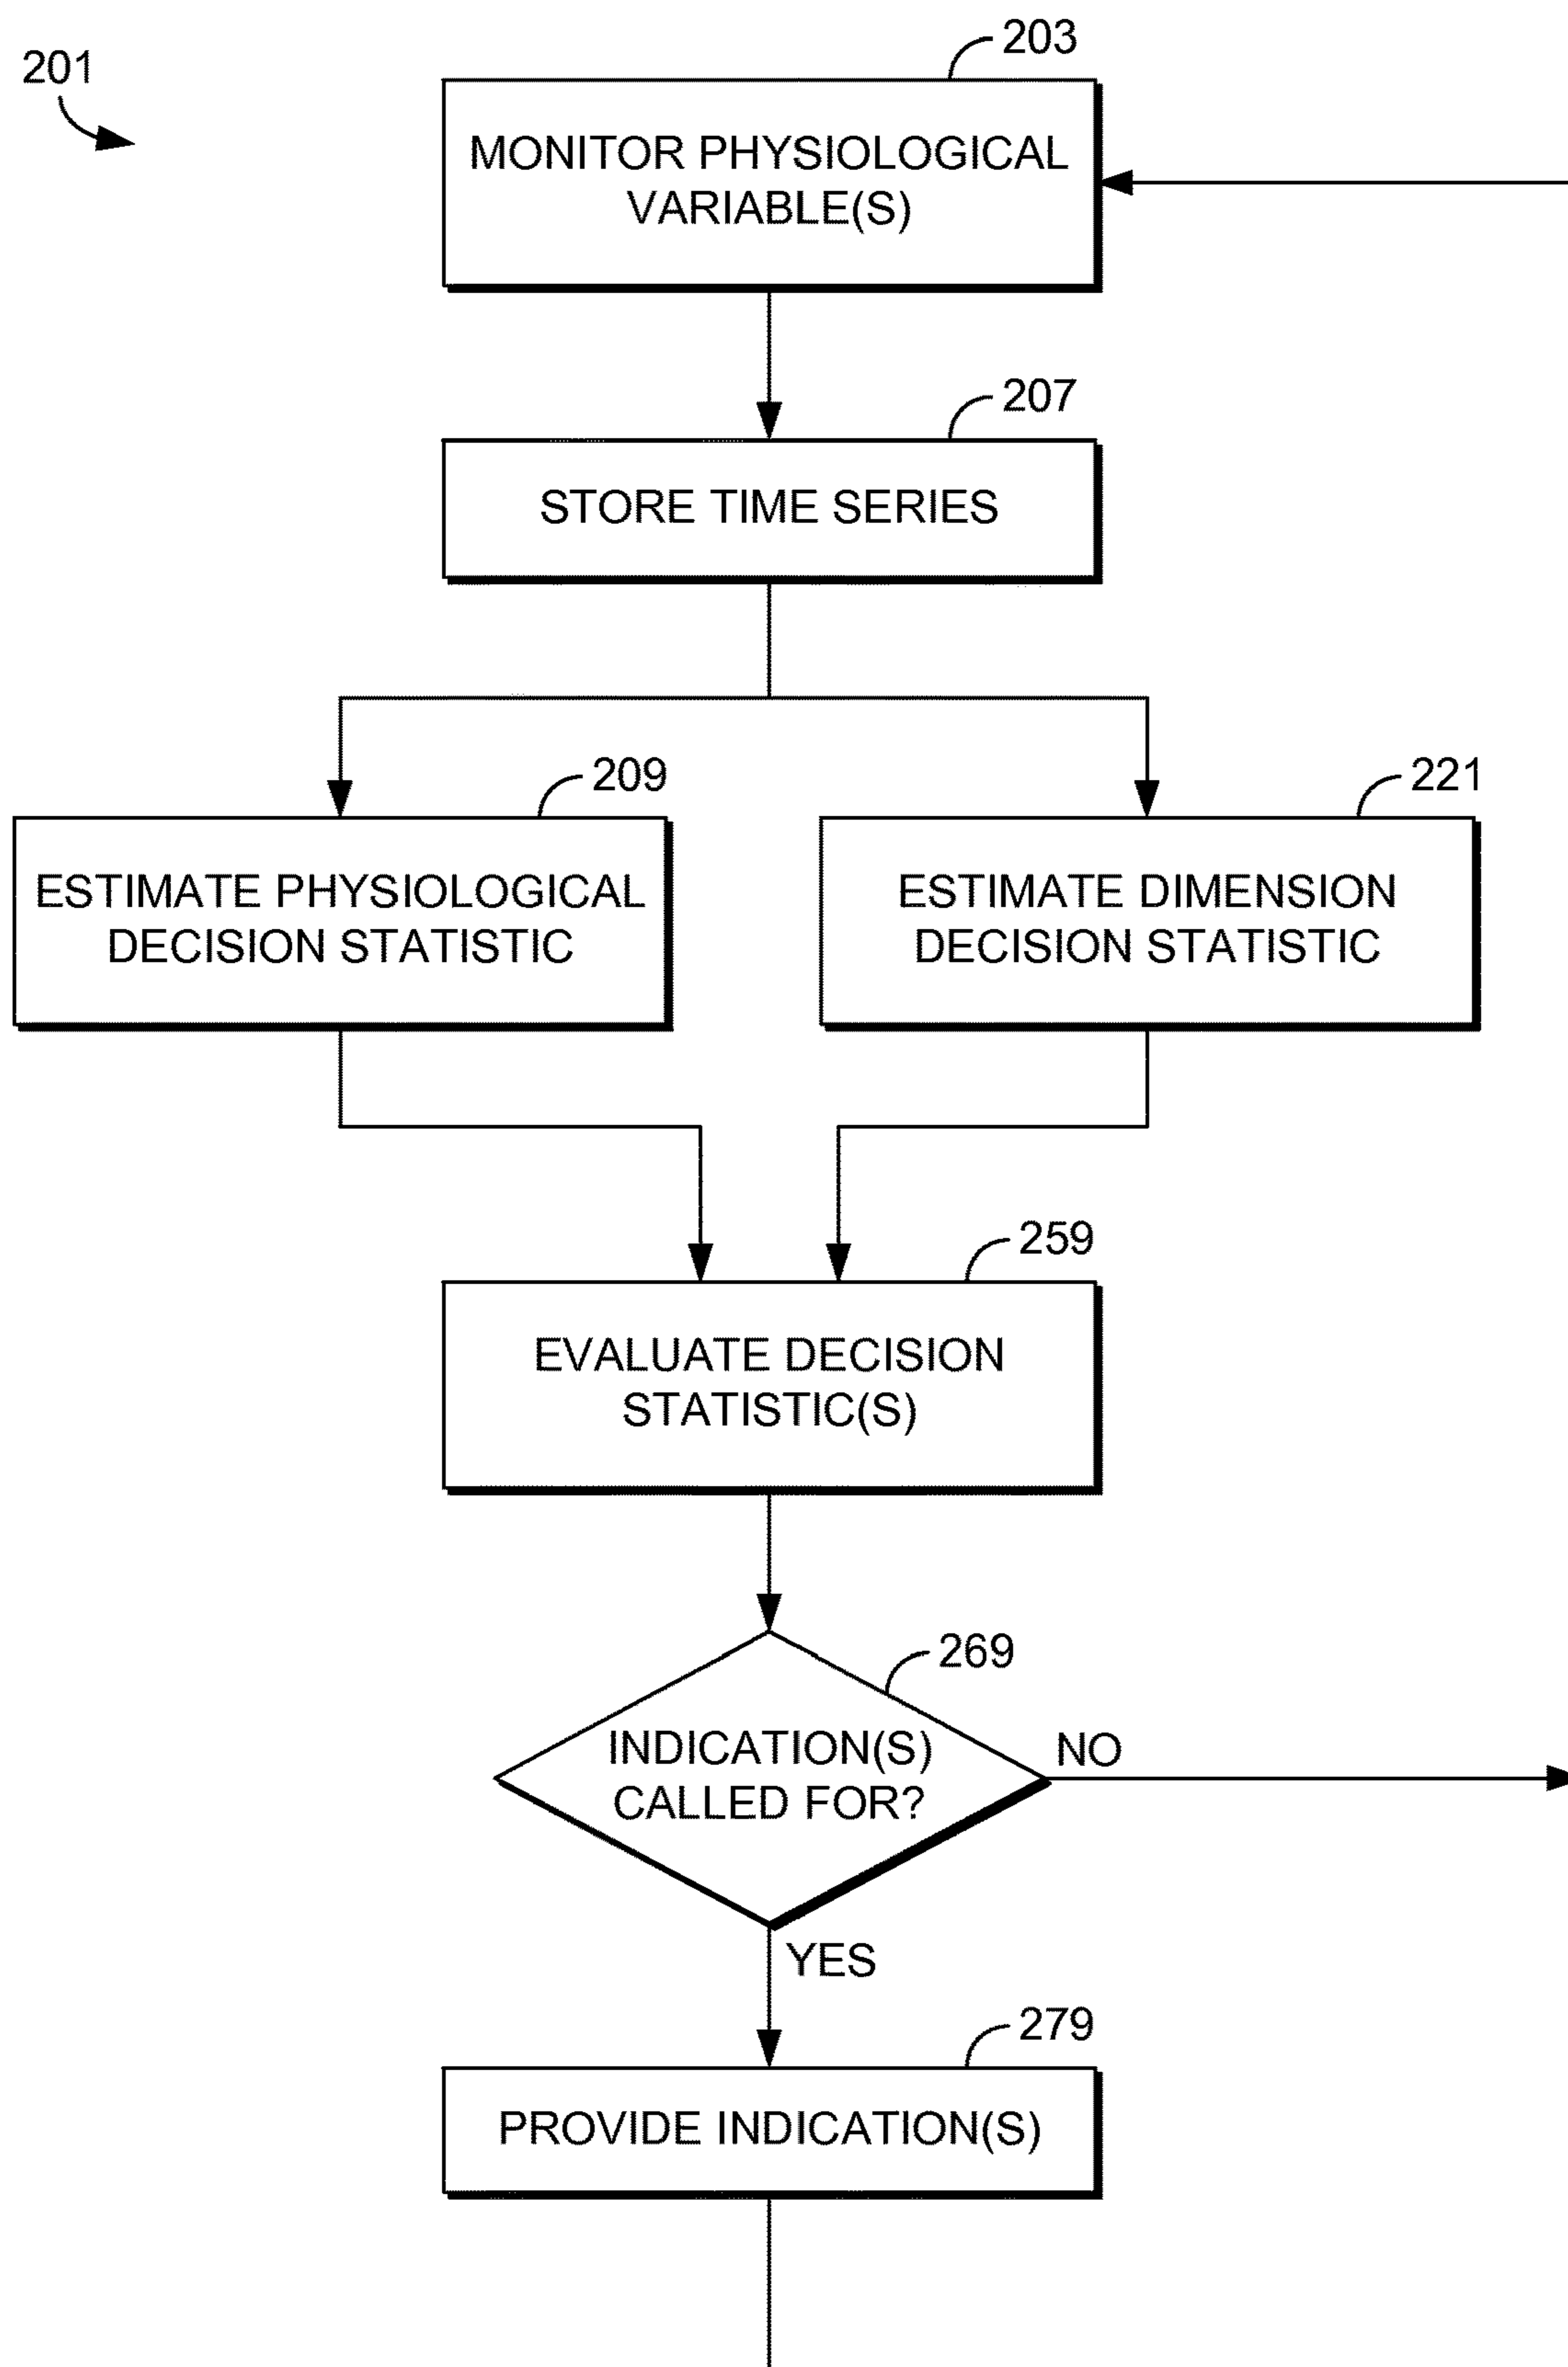 201
203
MONITOR PHYSIOLOGICAL
VARIABLE(S)
207
STORE TIME SERIES
209
ESTIMATE PHYSIOLOGICAL
DECISION STATISTIC
221
ESTIMATE DIMENSION
DECISION STATISTIC
259
EVALUATE DECISION
STATISTIC(S)
269
INDICATION(S)
CALLED FOR?
NO
YES
279
PROVIDE INDICATION(S)